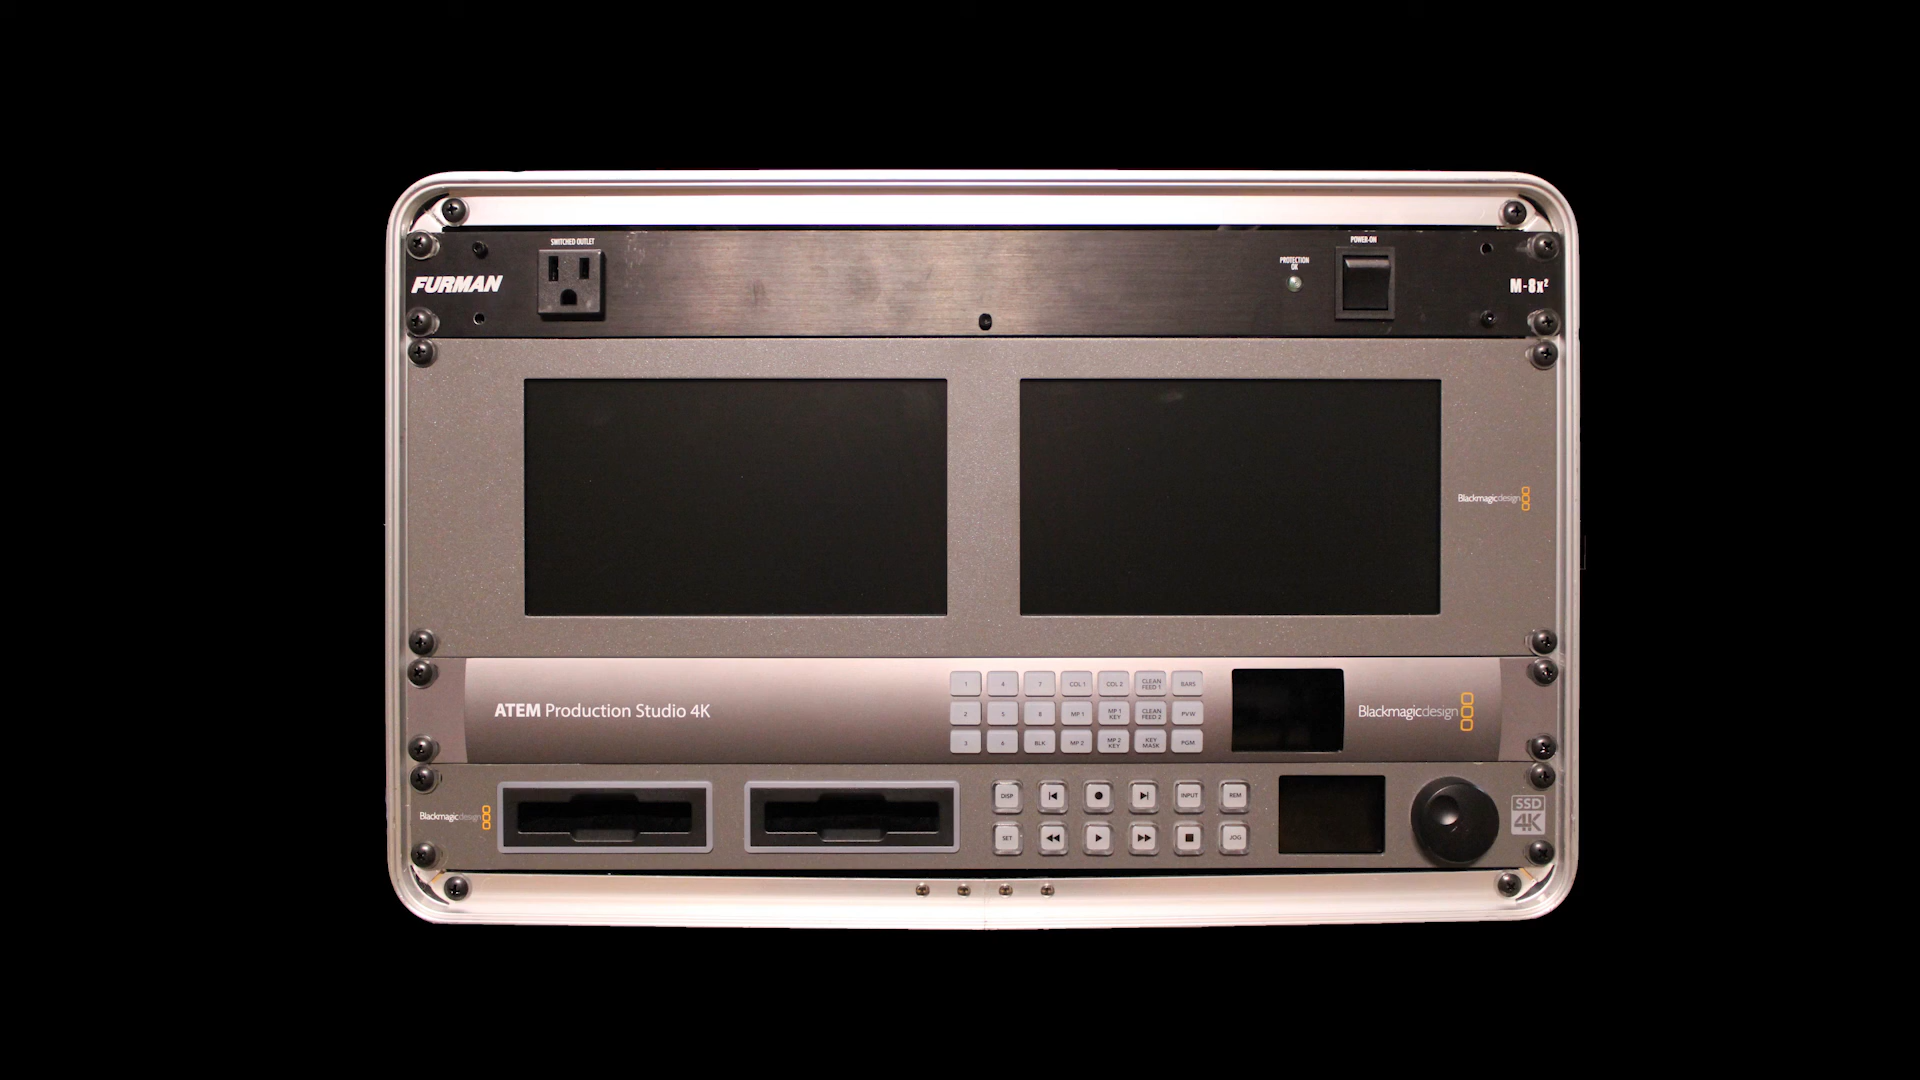 SWITCHED OUTLET
POWER-ON
PROTECTION
OK
FURMAN
M-8x²
Blackmagicdesign
ATEM Production Studio 4K
1 4 7 COL 1 COL 2 CLEAN FEED 1 BARS
2 5 8 MP 1 MP 1 KEY CLEAN FEED 2 PVW
3 6 BLK MP 2 MP 2 KEY KEY MASK PGM
Blackmagicdesign
Blackmagicdesign
DISP INPUT REM
SET JOG
SSD
4K